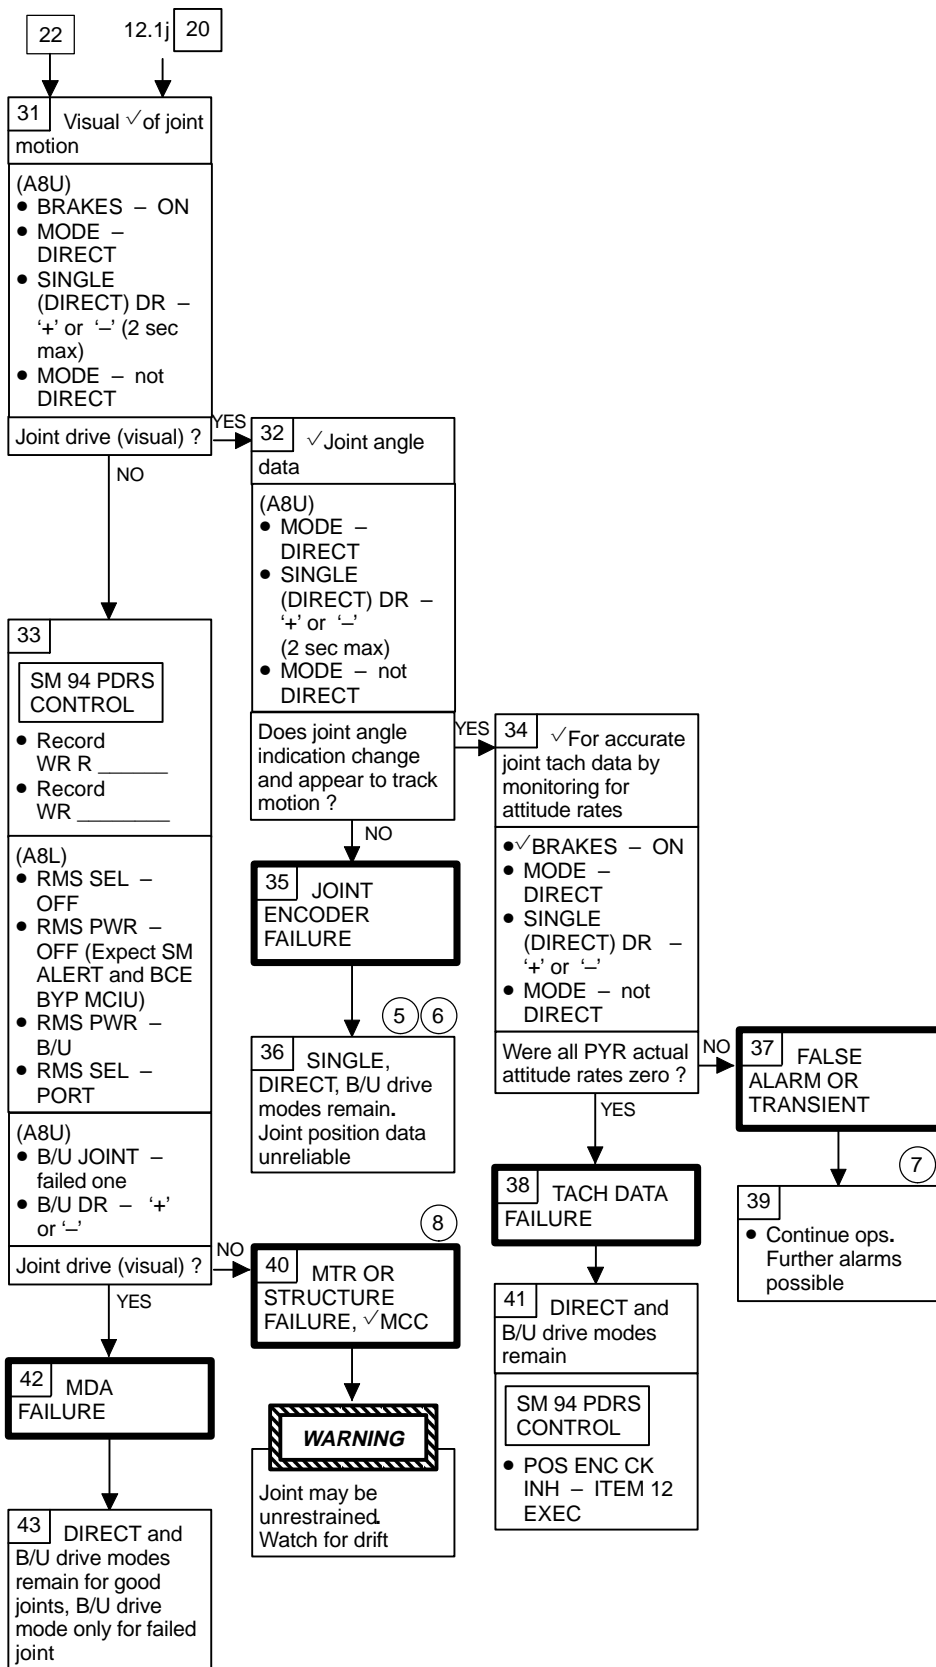 22
12.1j 20
31 Visual ✓ of joint
motion
(A8U)
• BRAKES – ON
• MODE –
DIRECT
• SINGLE
(DIRECT) DR –
‘+’ or ‘–’ (2 sec
max)
• MODE – not
DIRECT
Joint drive (visual) ?
YES
NO
32 ✓Joint angle
data
(A8U)
• MODE –
DIRECT
• SINGLE
(DIRECT) DR –
‘+’ or ‘–’
(2 sec max)
• MODE – not
DIRECT
Does joint angle
indication change
and appear to track
motion ?
YES
NO
33
SM 94 PDRS
CONTROL
• Record
WR R ______
• Record
WR ________
(A8L)
• RMS SEL –
OFF
• RMS PWR –
OFF (Expect SM
ALERT and BCE
BYP MCIU)
• RMS PWR –
B/U
• RMS SEL –
PORT
(A8U)
• B/U JOINT –
failed one
• B/U DR – ‘+’
or ‘–’
Joint drive (visual) ?
NO
YES
34 ✓For accurate
joint tach data by
monitoring for
attitude rates
•✓BRAKES – ON
• MODE –
DIRECT
• SINGLE
(DIRECT) DR –
‘+’ or ‘–’
• MODE – not
DIRECT
Were all PYR actual
attitude rates zero ?
NO
YES
35 JOINT
ENCODER
FAILURE
5 6
36 SINGLE,
DIRECT, B/U drive
modes remain.
Joint position data
unreliable
37 FALSE
ALARM OR
TRANSIENT
7
38 TACH DATA
FAILURE
39
• Continue ops.
Further alarms
possible
8
40 MTR OR
STRUCTURE
FAILURE, ✓MCC
WARNING
Joint may be
unrestrained.
Watch for drift
41 DIRECT and
B/U drive modes
remain
SM 94 PDRS
CONTROL
• POS ENC CK
INH – ITEM 12
EXEC
42 MDA
FAILURE
43 DIRECT and
B/U drive modes
remain for good
joints, B/U drive
mode only for failed
joint